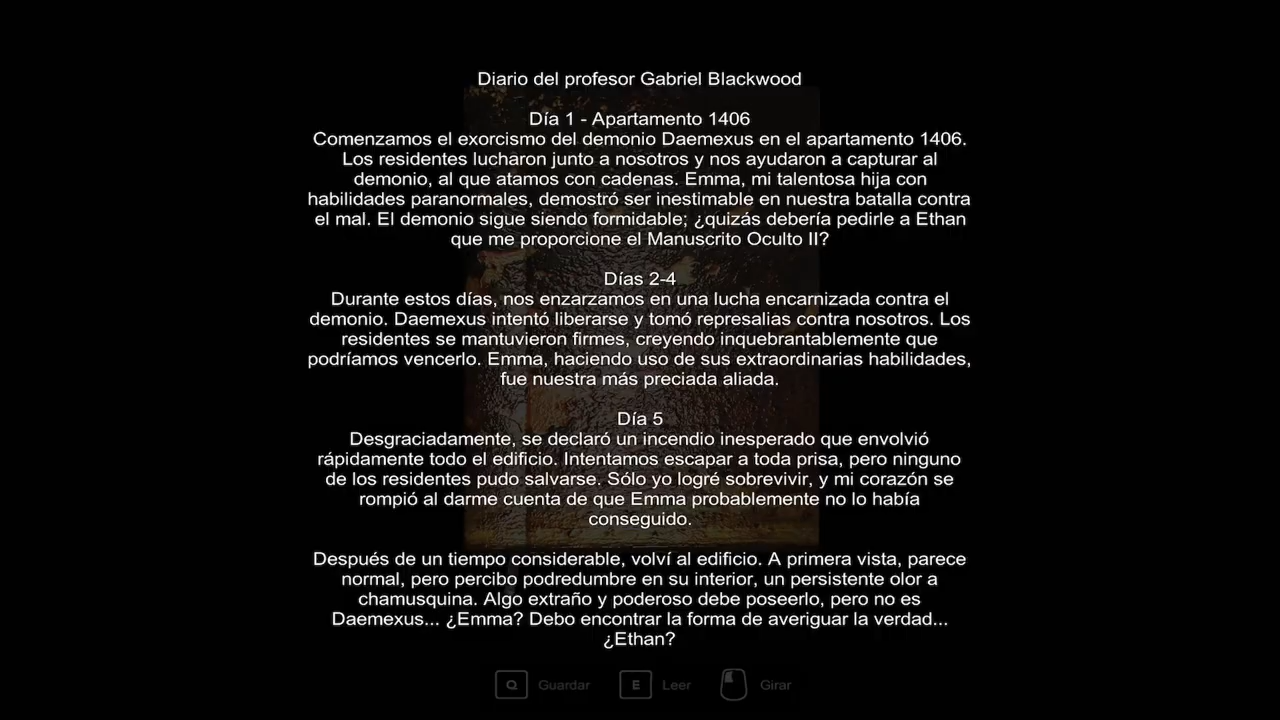 Diario del profesor Gabriel Blackwood
Día 1 - Apartamento 1406
Comenzamos el exorcismo del demonio Daemexus en el apartamento 1406.
Los residentes lucharon junto a nosotros y nos ayudaron a capturar al
demonio, al que atamos con cadenas. Emma, mi talentosa hija con
habilidades paranormales, demostró ser inestimable en nuestra batalla contra
el mal. El demonio sigue siendo formidable; ¿quizás debería pedirle a Ethan
que me proporcione el Manuscrito Oculto II?
Días 2-4
Durante estos días, nos enzarzamos en una lucha encarnizada contra el
demonio. Daemexus intentó liberarse y tomó represalias contra nosotros. Los
residentes se mantuvieron firmes, creyendo inquebrantablemente que
podríamos vencerlo. Emma, haciendo uso de sus extraordinarias habilidades,
fue nuestra más preciada aliada.
Día 5
Desgraciadamente, se declaró un incendio inesperado que envolvió
rápidamente todo el edificio. Intentamos escapar a toda prisa, pero ninguno
de los residentes pudo salvarse. Sólo yo logré sobrevivir, y mi corazón se
rompió al darme cuenta de que Emma probablemente no lo había
conseguido.
Después de un tiempo considerable, volví al edificio. A primera vista, parece
normal, pero percibo podredumbre en su interior, un persistente olor a
chamusquina. Algo extraño y poderoso debe poseerlo, pero no es
Daemexus... ¿Emma? Debo encontrar la forma de averiguar la verdad...
¿Ethan?
Q Guardar E Leer Girar